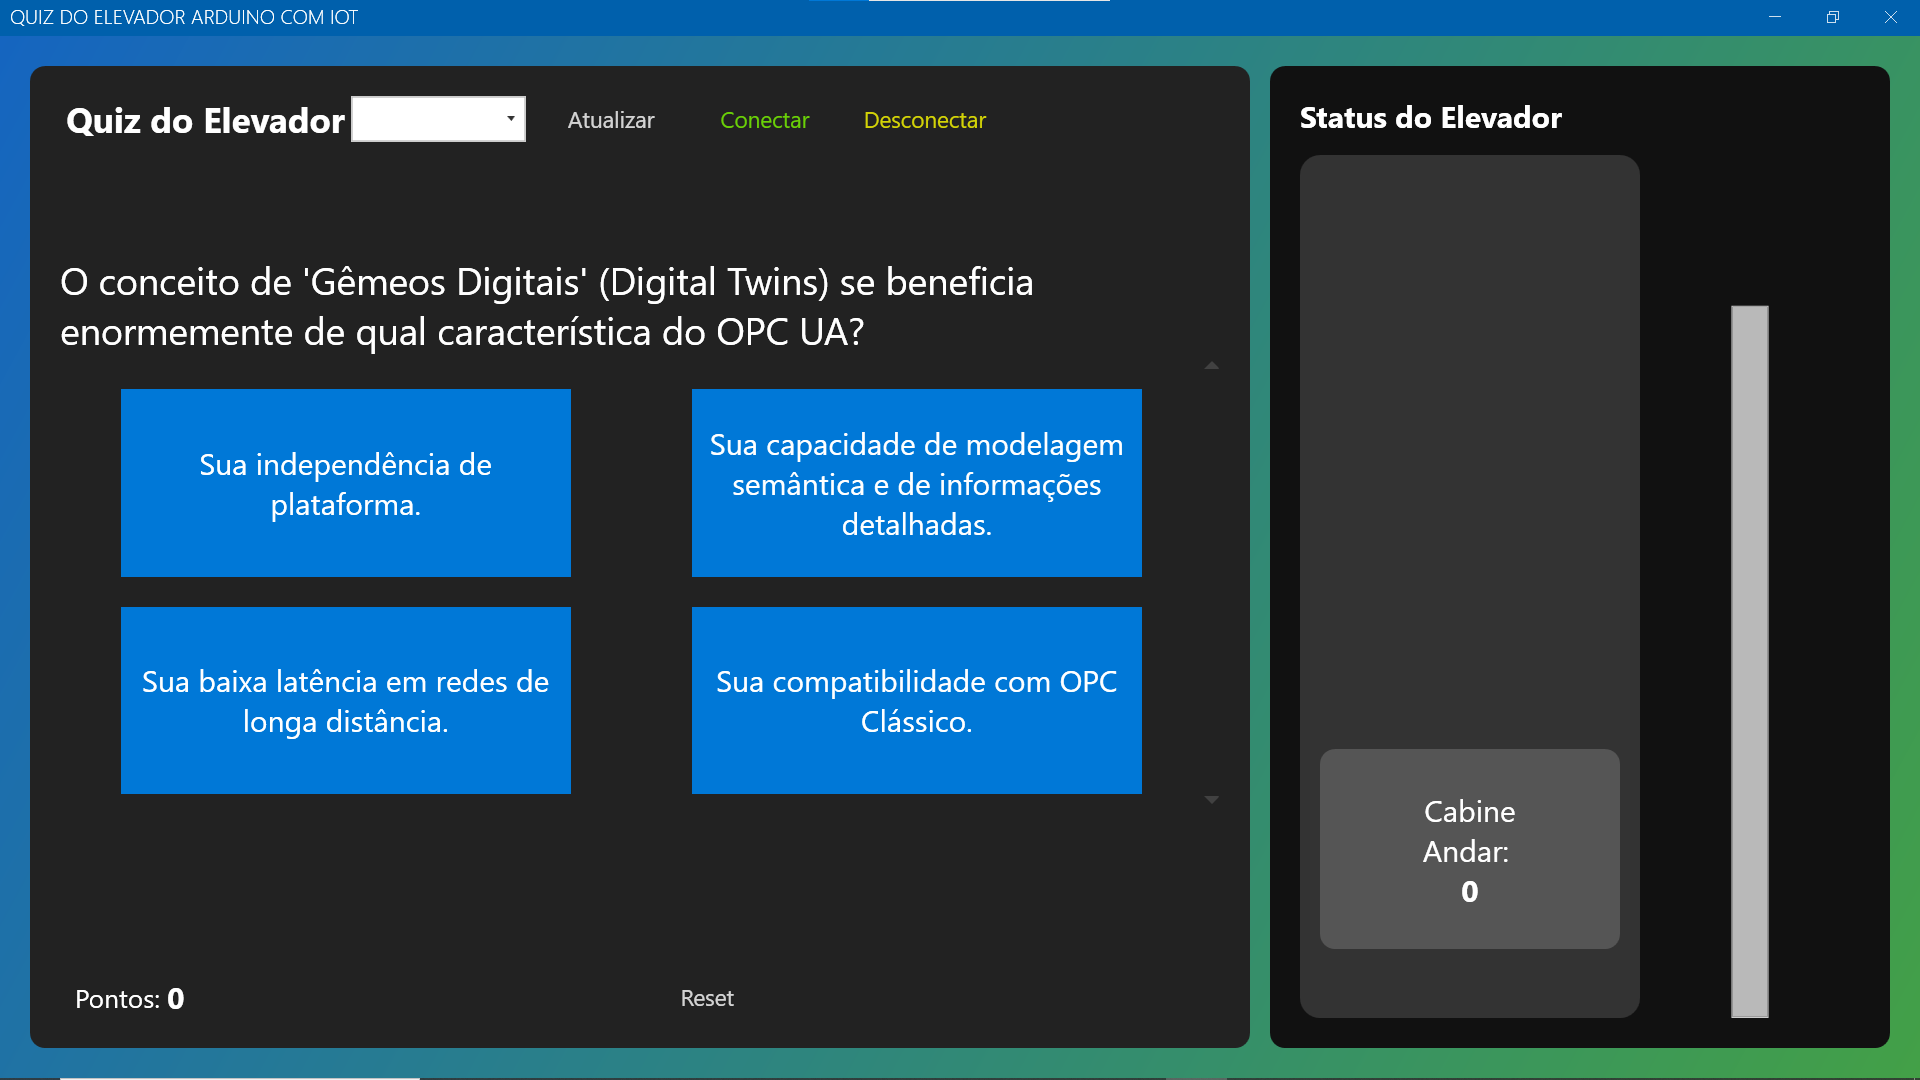 QUIZ DO ELEVADOR ARDUINO COM IOT
Quiz do Elevador
Atualizar
Conectar
Desconectar
O conceito de 'Gêmeos Digitais' (Digital Twins) se beneficia
enormemente de qual característica do OPC UA?
Sua independência de
plataforma.
Sua capacidade de modelagem
semântica e de informações
detalhadas.
Sua baixa latência em redes de
longa distância.
Sua compatibilidade com OPC
Clássico.
Pontos: 0
Reset
Status do Elevador
Cabine
Andar:
0